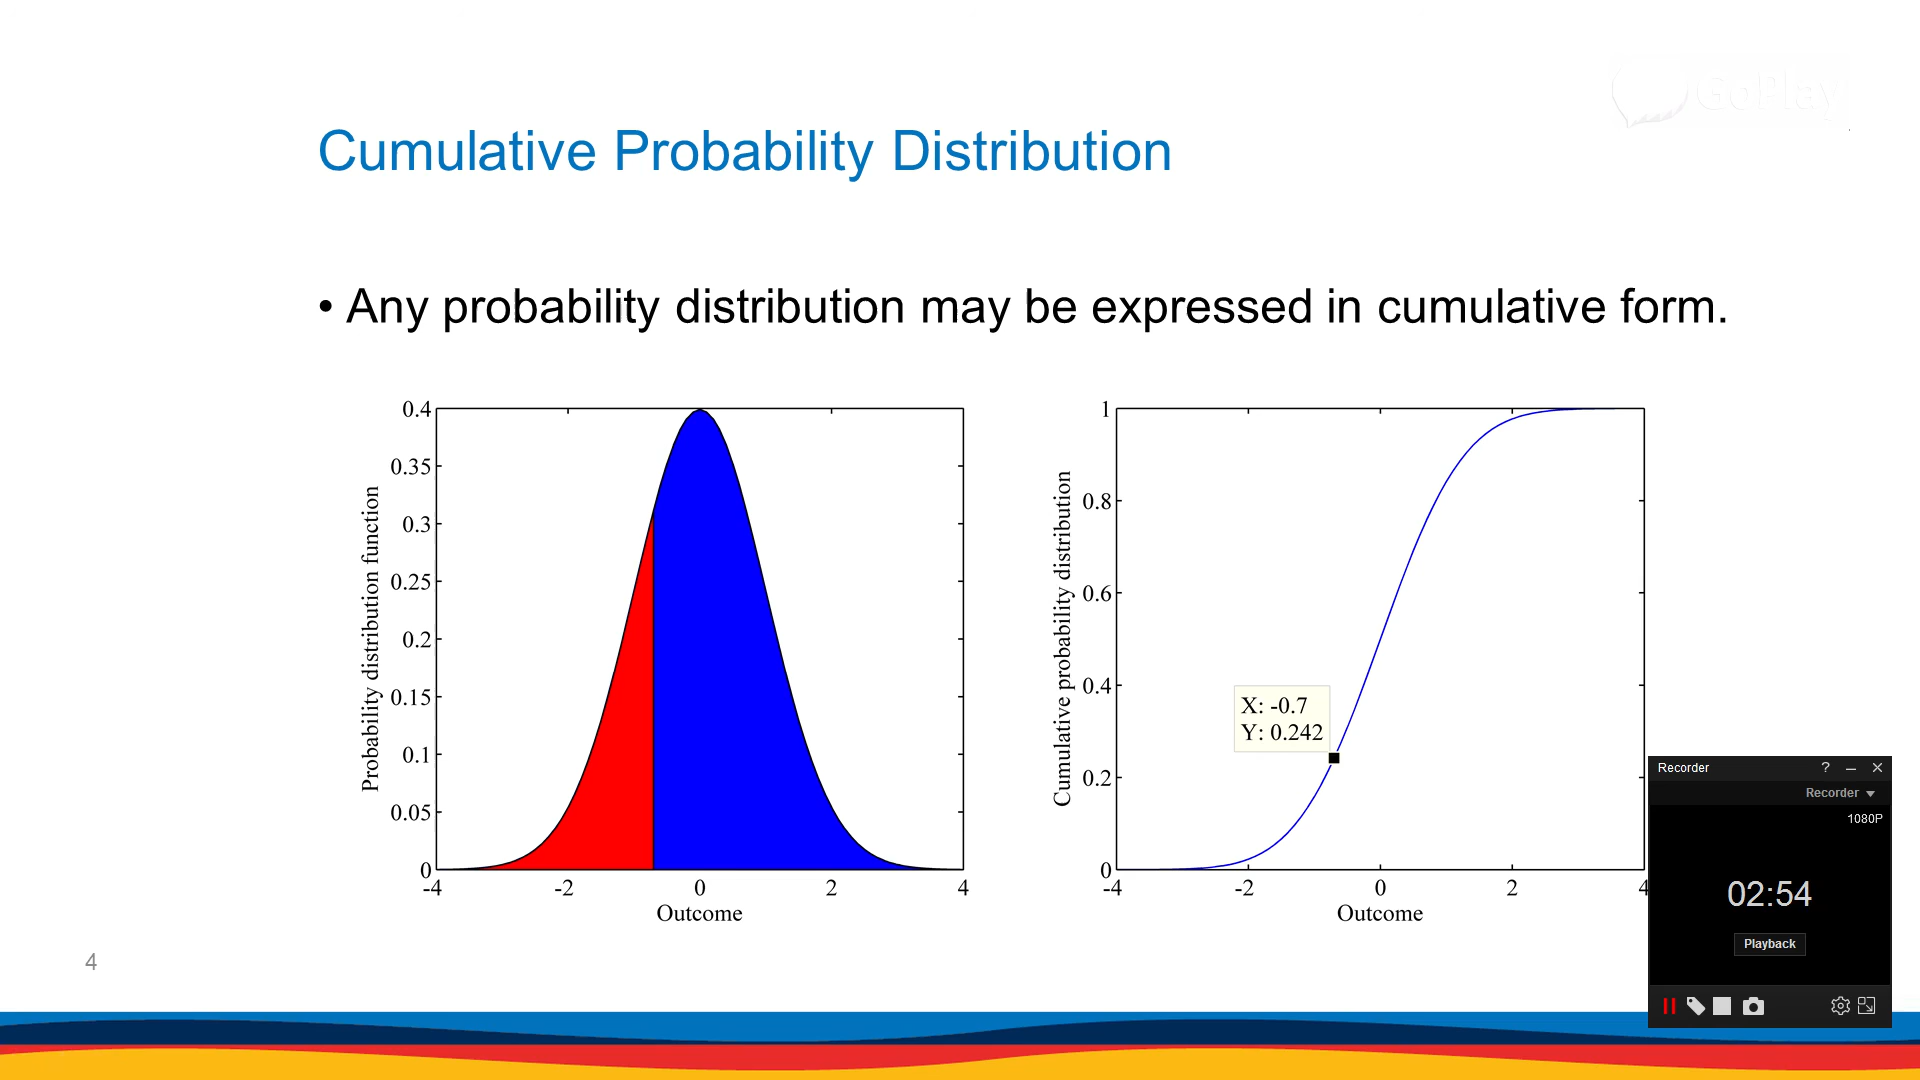 GoPlay
Cumulative Probability Distribution
• Any probability distribution may be expressed in cumulative form.
0.4
0.35
0.3
0.25
0.2
0.15
0.1
0.05
0
-4
-2
0
2
4
Outcome
Probability distribution function
1
0.8
0.6
0.4
0.2
0
-4
-2
0
2
4
Outcome
Cumulative probability distribution
X: -0.7
Y: 0.242
Recorder
?
Recorder
1080P
02:54
Playback
4